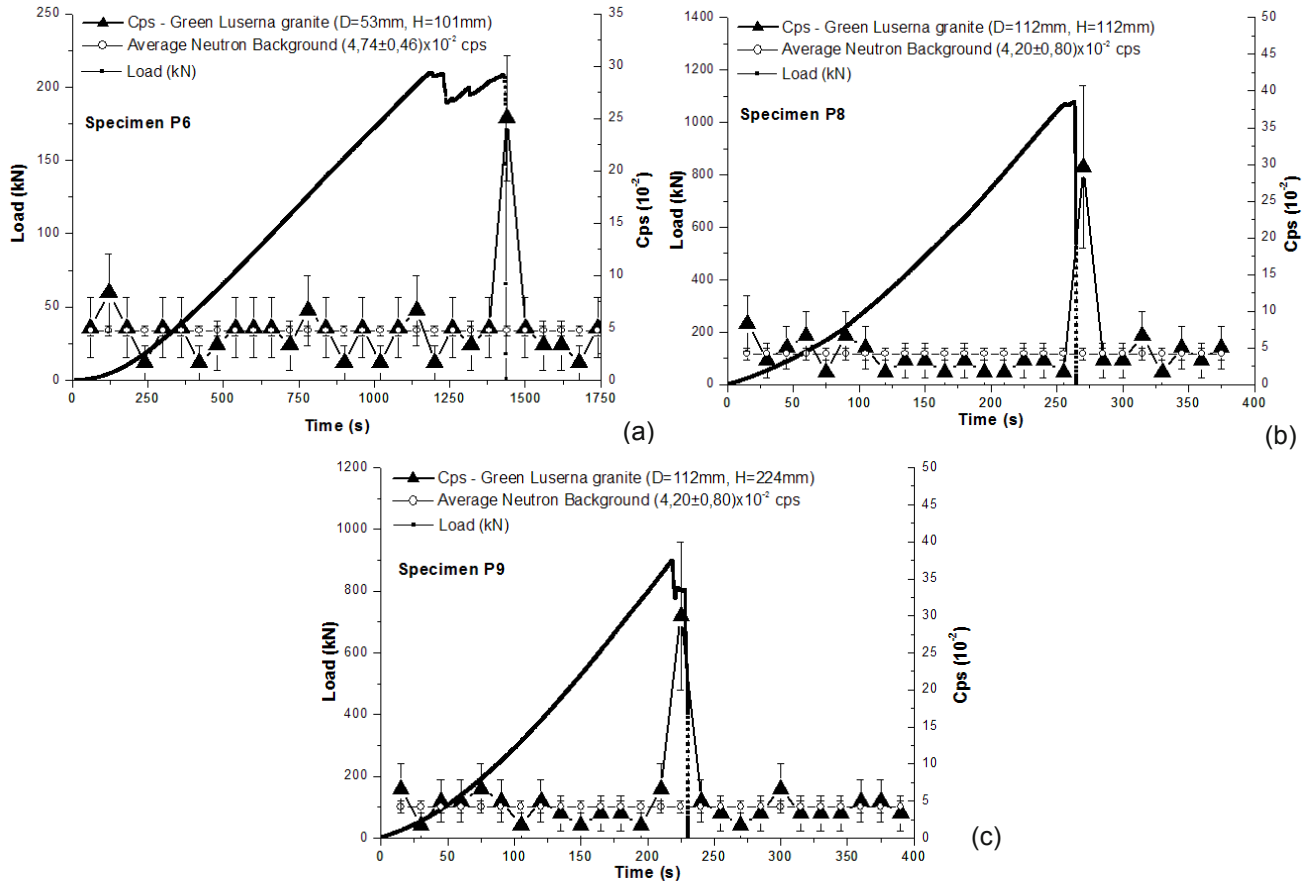 Cps - Green Luserna granite (D=53mm, H=101mm)
Average Neutron Background (4,74±0,46)x10⁻² cps
Load (kN)
Specimen P6
Load (kN)
250
200
150
100
50
0
35
30
25
20
15
10
5
0
Cps (10⁻²)
0 250 500 750 1000 1250 1500 1750
Time (s)
(a)
Cps - Green Luserna granite (D=112mm, H=112mm)
Average Neutron Background (4,20±0,80)x10⁻² cps
Load (kN)
Specimen P8
Load (kN)
1400
1200
1000
800
600
400
200
0
50
45
40
35
30
25
20
15
10
5
0
Cps (10⁻²)
0 50 100 150 200 250 300 350 400
Time (s)
(b)
Cps - Green Luserna granite (D=112mm, H=224mm)
Average Neutron Background (4,20±0,80)x10⁻² cps
Load (kN)
Specimen P9
Load (kN)
1200
1000
800
600
400
200
0
50
45
40
35
30
25
20
15
10
5
0
Cps (10⁻²)
0 50 100 150 200 250 300 350 400
Time (s)
(c)